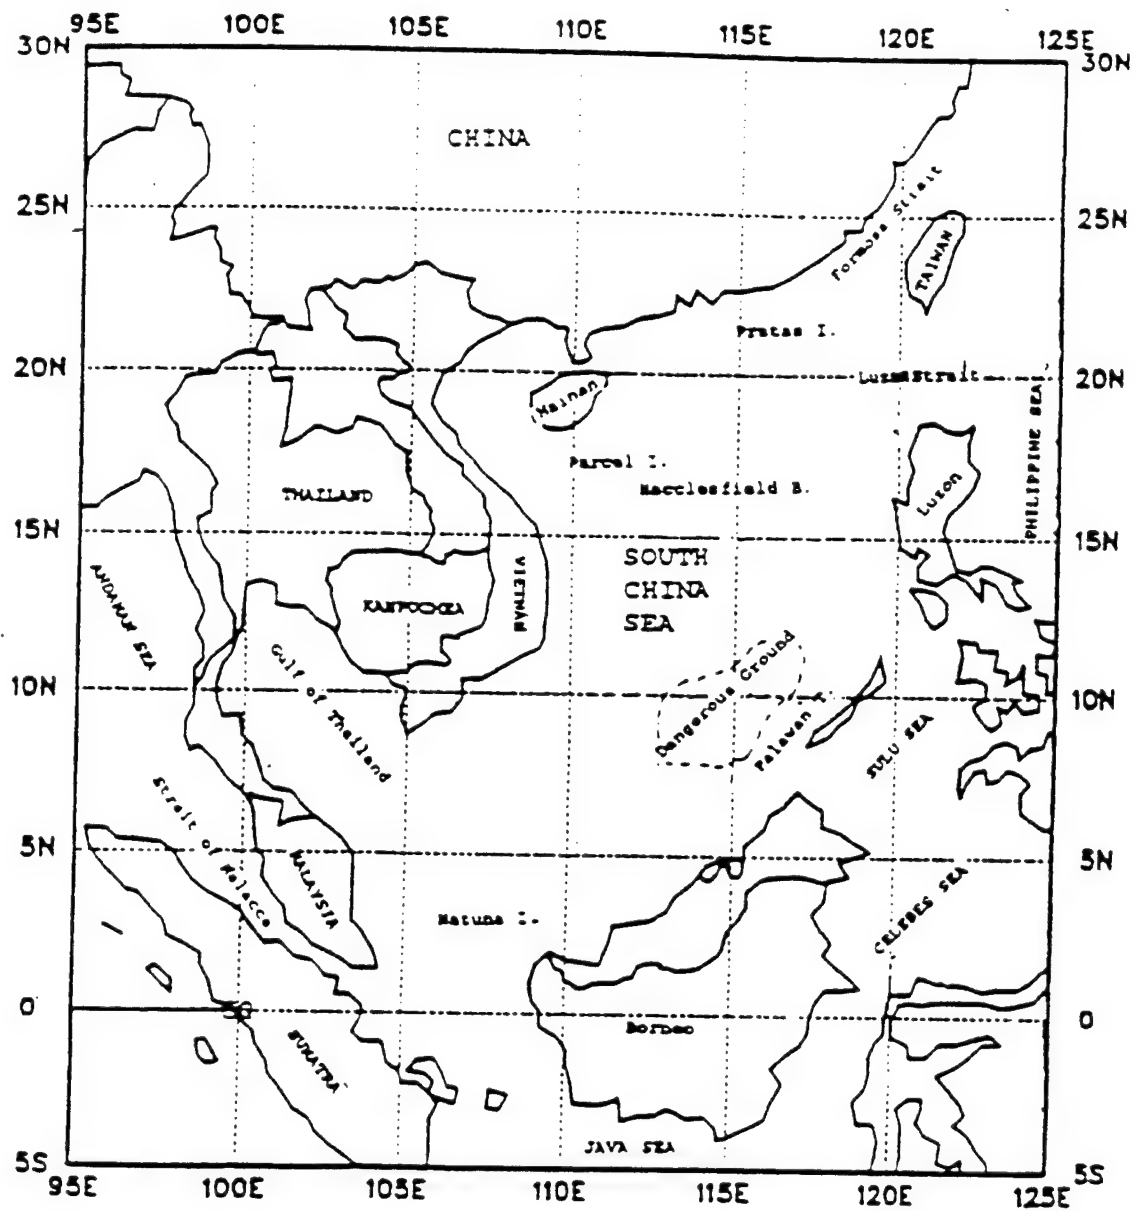 95E 100E 105E 110E 115E 120E 125E
30N 30N
CHINA
Formosa Strait
25N 25N
TAIWAN
Pratas I.
20N Luzon Strait 20N
Hainan
PHILIPPINE SEA
Parcel I.
Macclesfield B.
THAILAND
Luzon
15N 15N
SOUTH
CHINA
SEA
VIETNAM
KAMPOCHEA
ANDAMAN SEA
Gulf of Thailand
Dangerous Ground
10N 10N
Palawan T.
SULU SEA
Strait of Malacca
5N 5N
MALAYSIA
CELEBES SEA
Natuna I.
0 0
Borneo
SUMATRA
JAVA SEA
5S 5S
95E 100E 105E 110E 115E 120E 125E